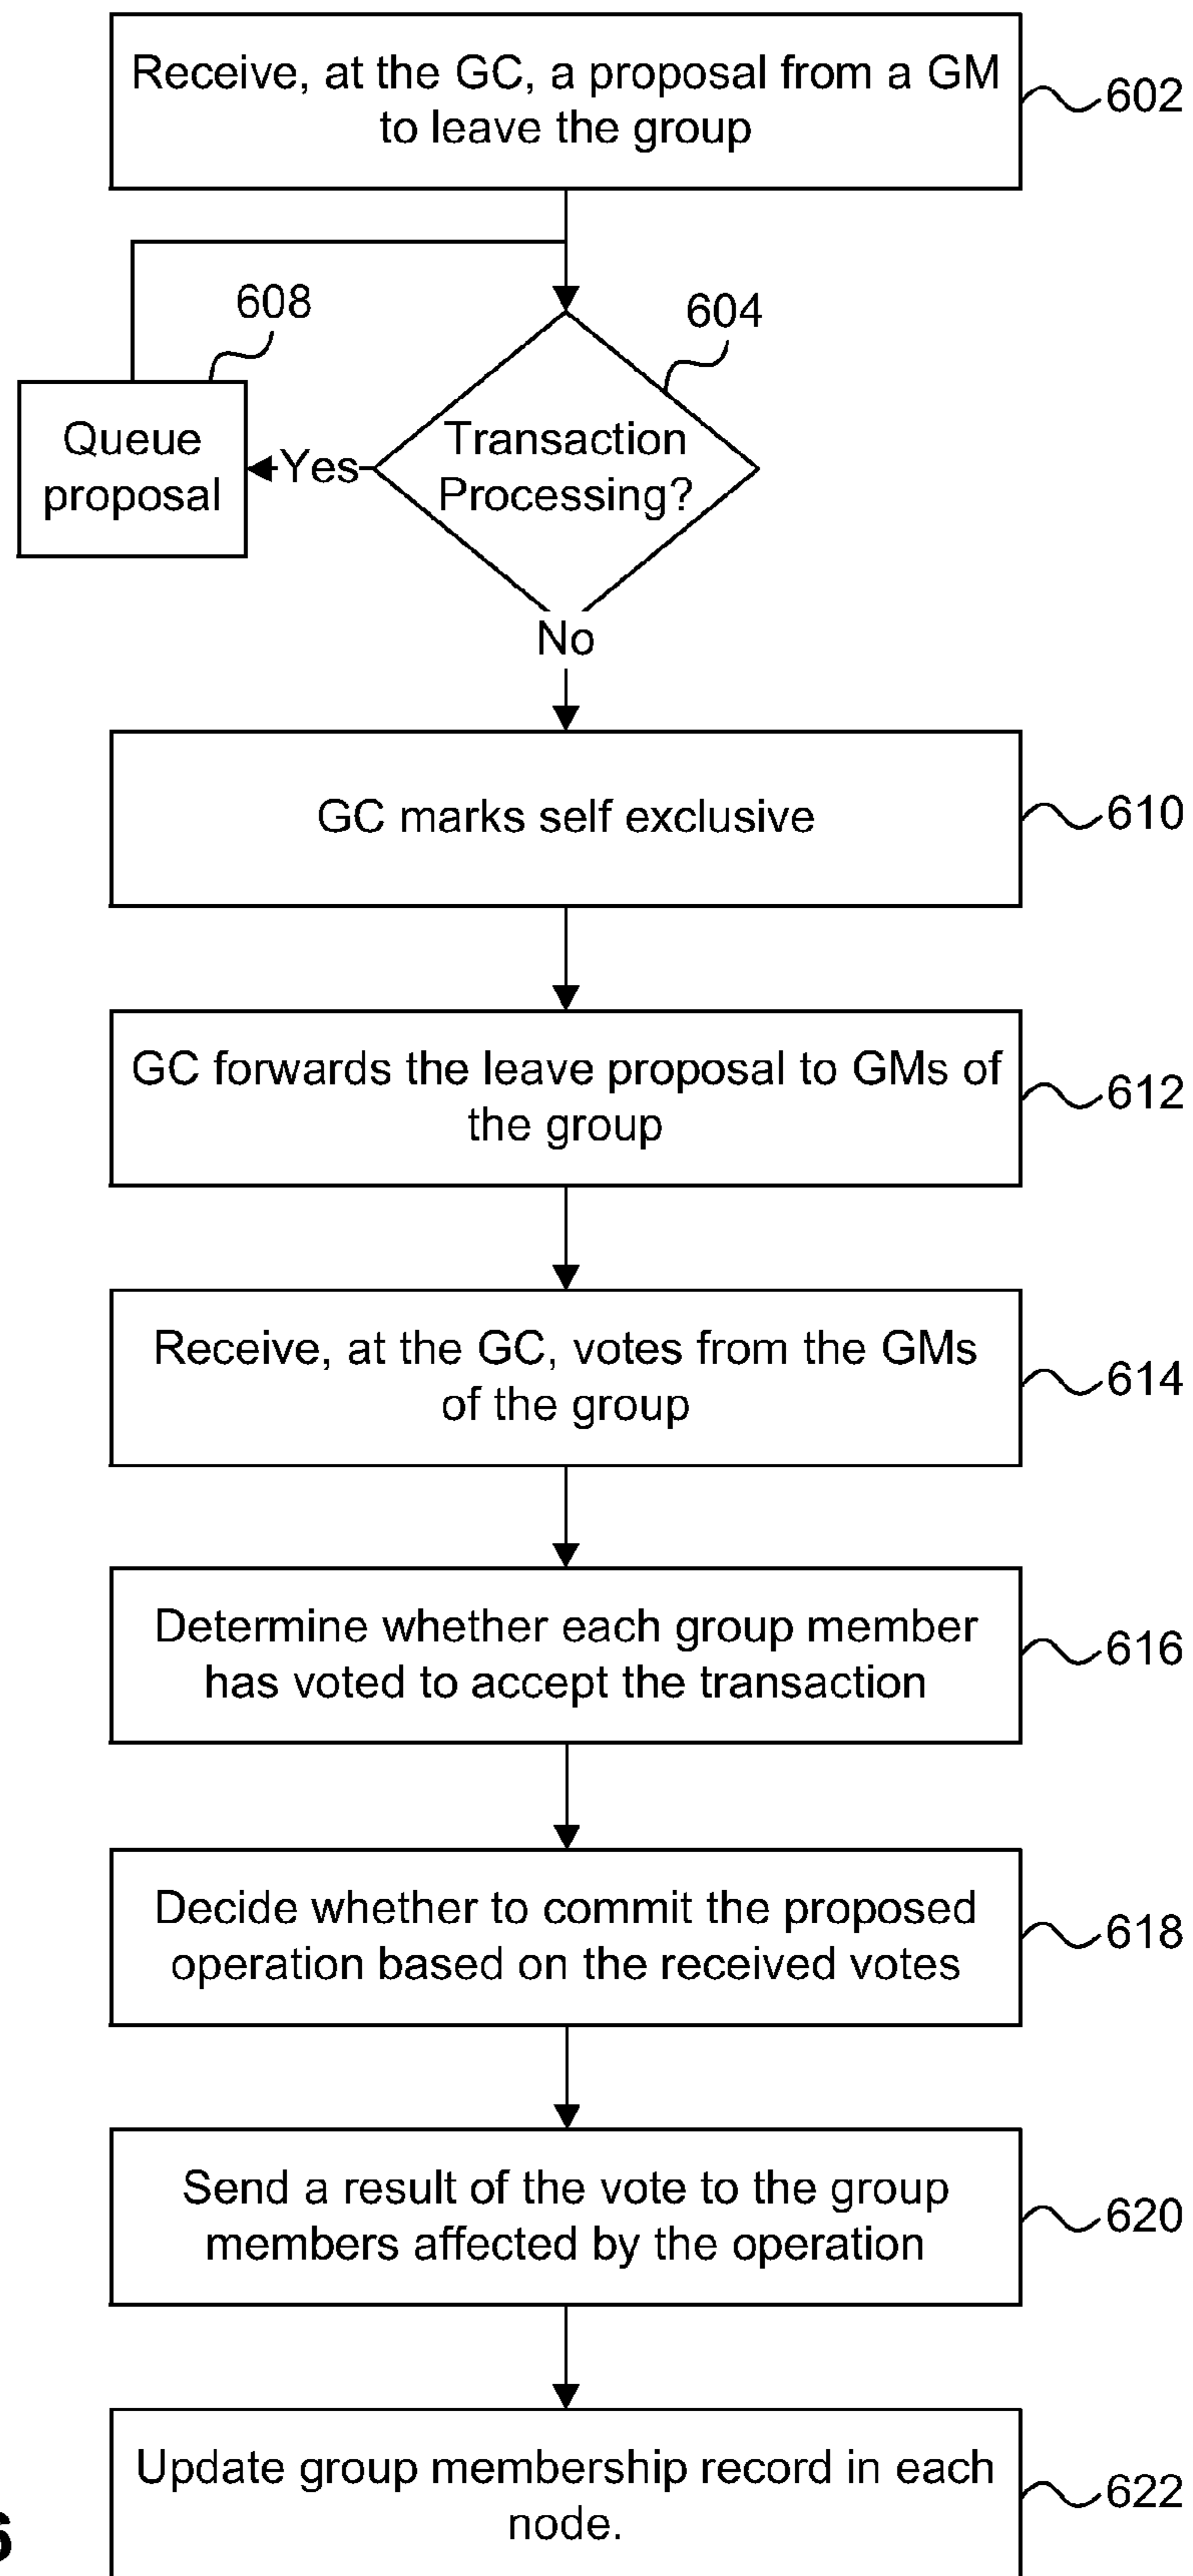 Receive, at the GC, a proposal from a GM
to leave the group
602
608
604
Queue
proposal
Yes
Transaction
Processing?
No
GC marks self exclusive
610
GC forwards the leave proposal to GMs of
the group
612
Receive, at the GC, votes from the GMs
of the group
614
Determine whether each group member
has voted to accept the transaction
616
Decide whether to commit the proposed
operation based on the received votes
618
Send a result of the vote to the group
members affected by the operation
620
Update group membership record in each
node.
622